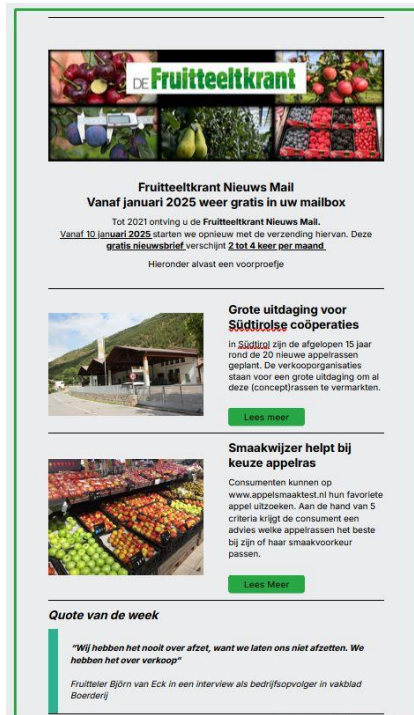 DE Fruitteeltkrant
Fruitteeltkrant Nieuws Mail
Vanaf januari 2025 weer gratis in uw mailbox
Tot 2021 ontving u de Fruitteeltkrant Nieuws Mail.
Vanaf 10 januari 2025 starten we opnieuw met de verzending hiervan. Deze
gratis nieuwsbrief verschijnt 2 tot 4 keer per maand
Hieronder alvast een voorproefje
Grote uitdaging voor
Südtirolse coöperaties
in Südtirol zijn de afgelopen 15 jaar
rond de 20 nieuwe appelrassen
geplant. De verkooporganisaties
staan voor een grote uitdaging om al
deze (concept)rassen te vermarkten.
Lees meer
Smaakwijzer helpt bij
keuze appelras
Consumenten kunnen op
www.appelsmaaktest.nl hun favoriete
appel uitzoeken. Aan de hand van 5
criteria krijgt de consument een
advies welke appelrassen het beste
bij zijn of haar smaakvoorkeur
passen.
Lees Meer
Quote van de week
"Wij hebben het nooit over afzet, want we laten ons niet afzetten. We
hebben het over verkoop"
Fruitteler Björn van Eck in een interview als bedrijfsopvolger in vakblad
Boerderij